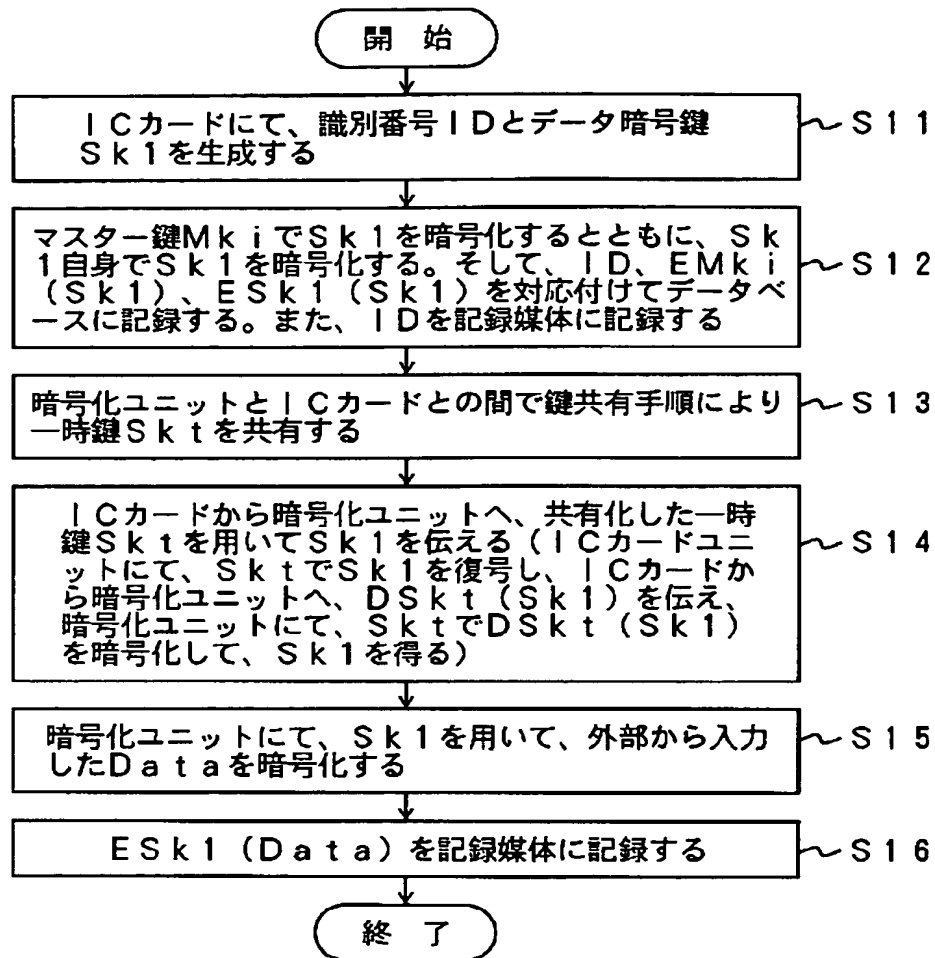 開 始
ICカードにて、識別番号IDとデータ暗号鍵
Sk1を生成する
S11
マスター鍵MkiでSk1を暗号化するとともに、Sk
1自身でSk1を暗号化する。そして、ID、EMki
(Sk1)、ESk1(Sk1)を対応付けてデータベ
ースに記録する。また、IDを記録媒体に記録する
S12
暗号化ユニットとICカードとの間で鍵共有手順により
一時鍵Sktを共有する
S13
ICカードから暗号化ユニットへ、共有化した一時
鍵Sktを用いてSk1を伝える(ICカードユニ
ットにて、SktでSk1を復号し、ICカードか
ら暗号化ユニットへ、DSkt(Sk1)を伝え、
暗号化ユニットにて、SktでDSkt(Sk1)
を暗号化して、Sk1を得る)
S14
暗号化ユニットにて、Sk1を用いて、外部から入力
したDataを暗号化する
S15
ESk1(Data)を記録媒体に記録する
S16
終 了